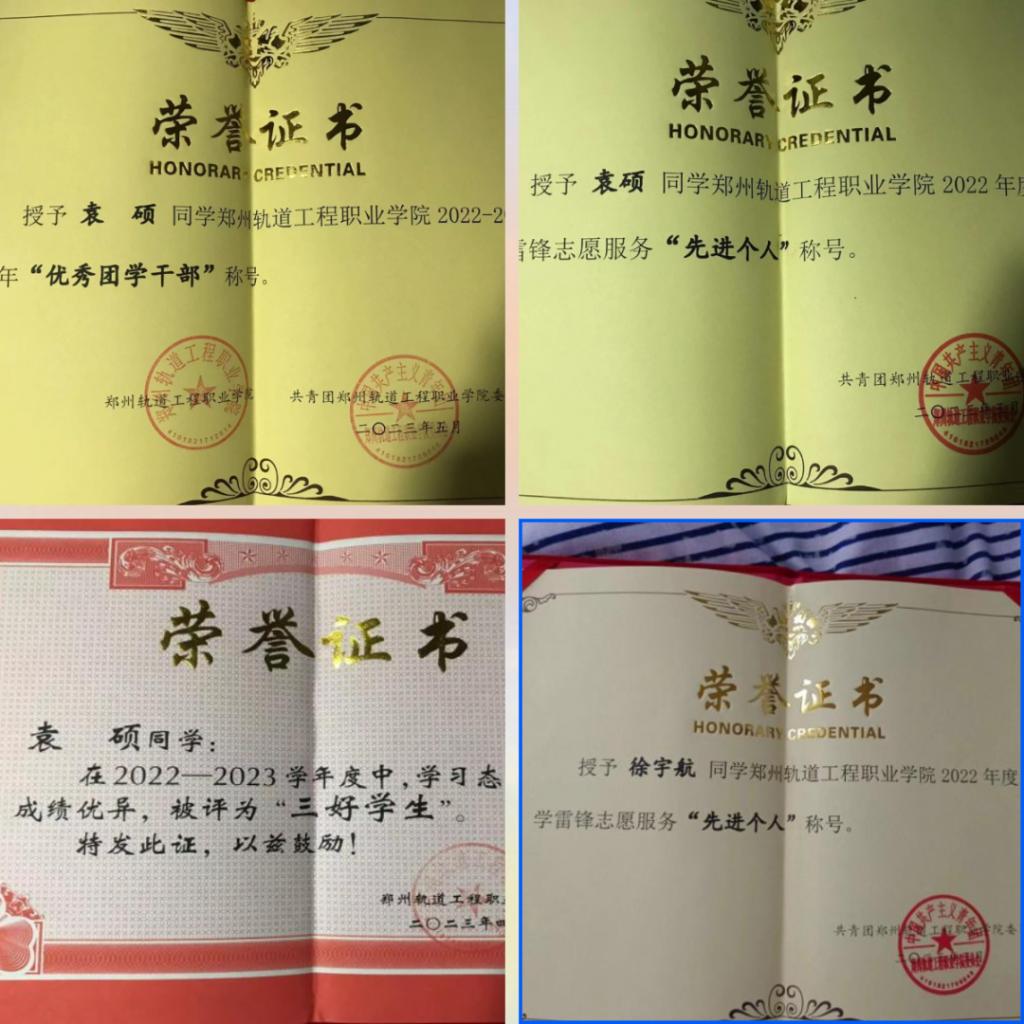 荣誉证书
HONORARY CREDENTIAL
授予 袁 硕 同学郑州轨道工程职业学院 2022-2
年“优秀团学干部”称号。
郑州轨道工程职业学院
共青团郑州轨道工程职业学院委
二〇二三年五月
荣誉证书
HONORARY CREDENTIAL
授予 袁硕 同学郑州轨道工程职业学院 2022 年度
雷锋志愿服务“先进个人”称号。
共青团郑州轨道工程职业
荣誉证书
袁 硕同学：
在2022—2023学年度中，学习态
成绩优异，被评为“三好学生”。
特发此证，以兹鼓励！
郑州轨道工程职
二〇二三年
荣誉证书
HONORARY CREDENTIAL
授予 徐宇航 同学郑州轨道工程职业学院 2022 年度
学雷锋志愿服务“先进个人”称号。
共青团郑州轨道工程职业学院委